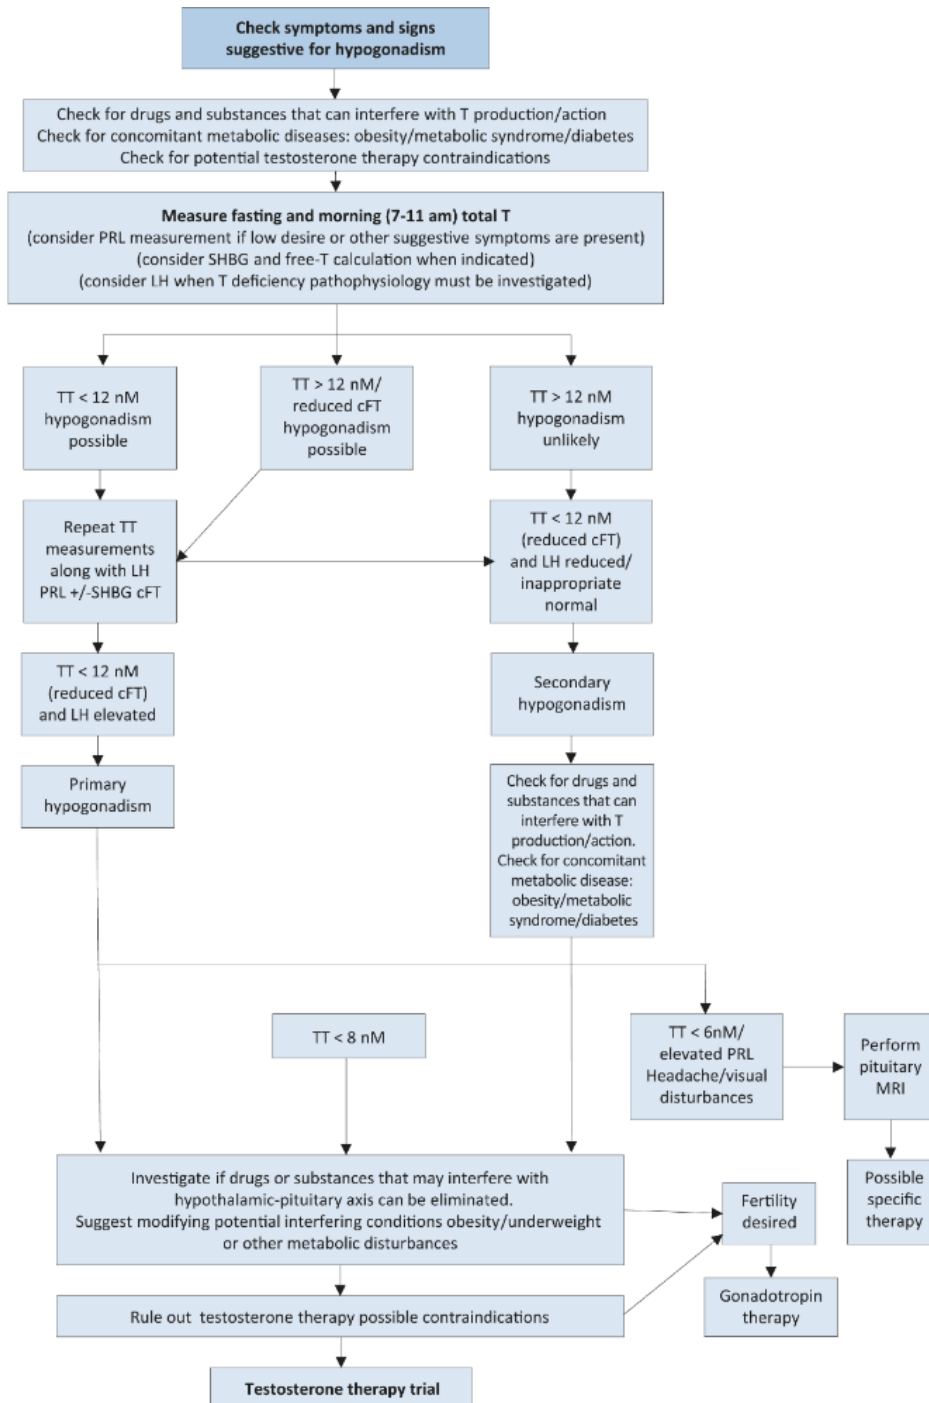 Check symptoms and signs
suggestive for hypogonadism
Check for drugs and substances that can interfere with T production/action
Check for concomitant metabolic diseases: obesity/metabolic syndrome/diabetes
Check for potential testosterone therapy contraindications
Measure fasting and morning (7-11 am) total T
(consider PRL measurement if low desire or other suggestive symptoms are present)
(consider SHBG and free-T calculation when indicated)
(consider LH when T deficiency pathophysiology must be investigated)
TT < 12 nM
hypogonadism
possible
TT > 12 nM/
reduced cFT
hypogonadism
possible
TT > 12 nM
hypogonadism
unlikely
Repeat TT
measurements
along with LH
PRL +/-SHBG cFT
TT < 12 nM
(reduced cFT)
and LH reduced/
inappropriate
normal
TT < 12 nM
(reduced cFT)
and LH elevated
Secondary
hypogonadism
Primary
hypogonadism
Check for drugs and
substances that can
interfere with T
production/action.
Check for concomitant
metabolic disease:
obesity/metabolic
syndrome/diabetes
TT < 8 nM
TT < 6nM/
elevated PRL
Headache/visual
disturbances
Perform
pituitary
MRI
Investigate if drugs or substances that may interfere with
hypothalamic-pituitary axis can be eliminated.
Suggest modifying potential interfering conditions obesity/underweight
or other metabolic disturbances
Fertility
desired
Possible
specific
therapy
Rule out testosterone therapy possible contraindications
Gonadotropin
therapy
Testosterone therapy trial